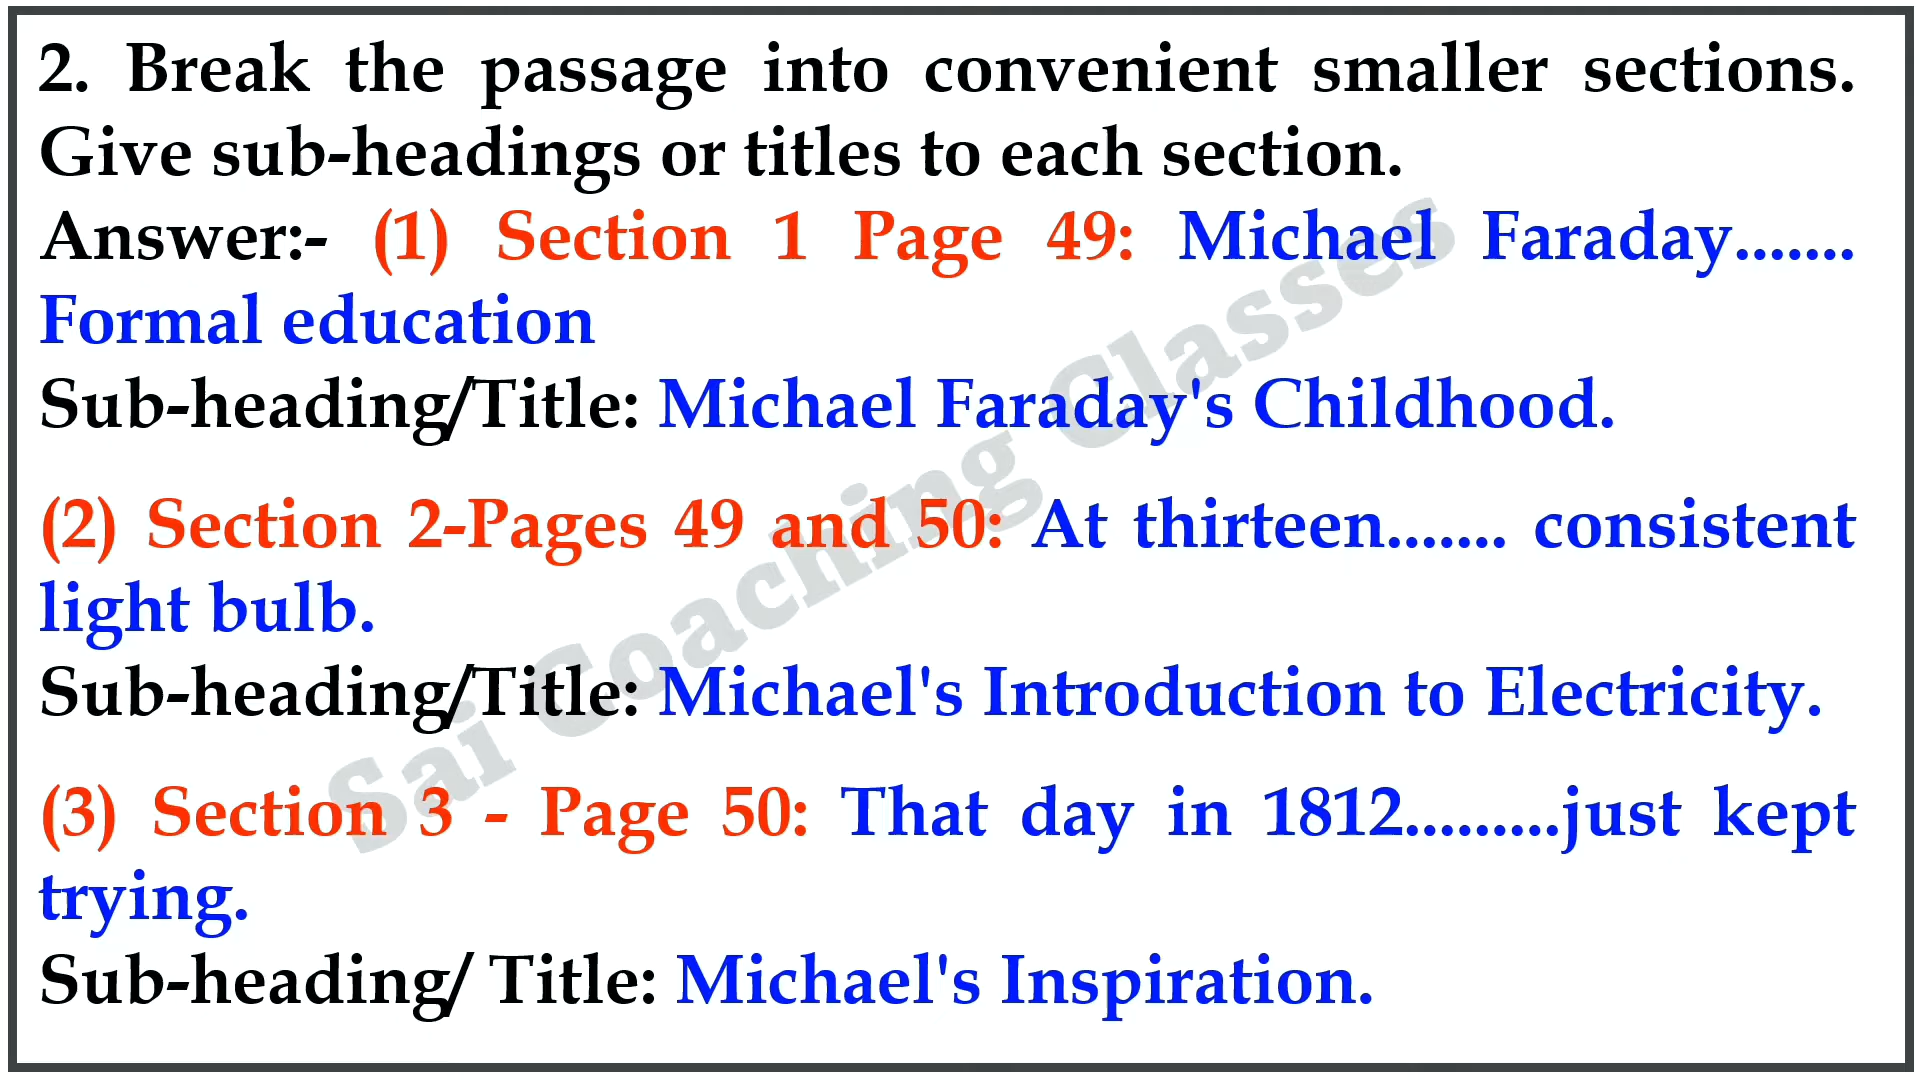 2. Break the passage into convenient smaller sections.
Give sub-headings or titles to each section.
Answer:- (1) Section 1 Page 49: Michael Faraday.......
Formal education
Sub-heading/Title: Michael Faraday's Childhood.
(2) Section 2-Pages 49 and 50: At thirteen....... consistent
light bulb.
Sub-heading/Title: Michael's Introduction to Electricity.
(3) Section 3 - Page 50: That day in 1812.........just kept
trying.
Sub-heading/ Title: Michael's Inspiration.
Sai Coaching Classes